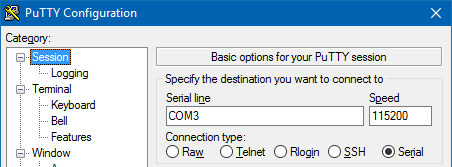 PuTTY Configuration
Category:
Session
Logging
Terminal
Keyboard
Bell
Features
Window
Basic options for your PuTTY session
Specify the destination you want to connect to
Serial line Speed
COM3 115200
Connection type:
Raw Telnet Rlogin SSH Serial